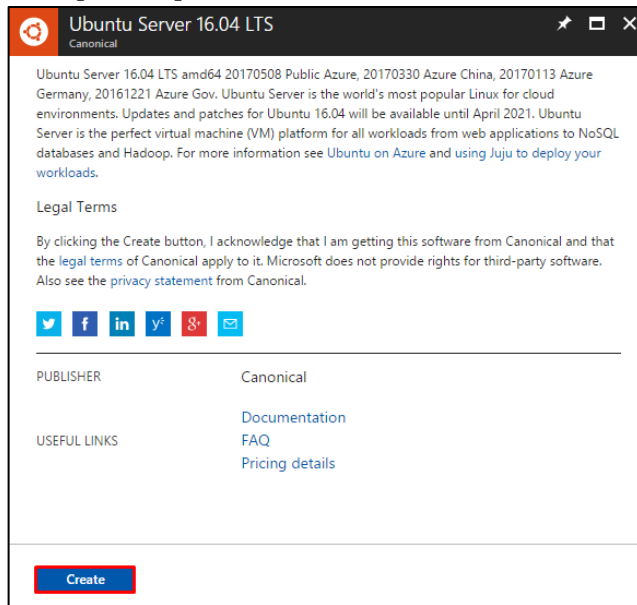 Ubuntu Server 16.04 LTS
Canonical
Ubuntu Server 16.04 LTS amd64 20170508 Public Azure, 20170330 Azure China, 20170113 Azure
Germany, 20161221 Azure Gov. Ubuntu Server is the world's most popular Linux for cloud
environments. Updates and patches for Ubuntu 16.04 will be available until April 2021. Ubuntu
Server is the perfect virtual machine (VM) platform for all workloads from web applications to NoSQL
databases and Hadoop. For more information see Ubuntu on Azure and using Juju to deploy your
workloads.
Legal Terms
By clicking the Create button, I acknowledge that I am getting this software from Canonical and that
the legal terms of Canonical apply to it. Microsoft does not provide rights for third-party software.
Also see the privacy statement from Canonical.
PUBLISHER Canonical
Documentation
USEFUL LINKS FAQ
Pricing details
Create